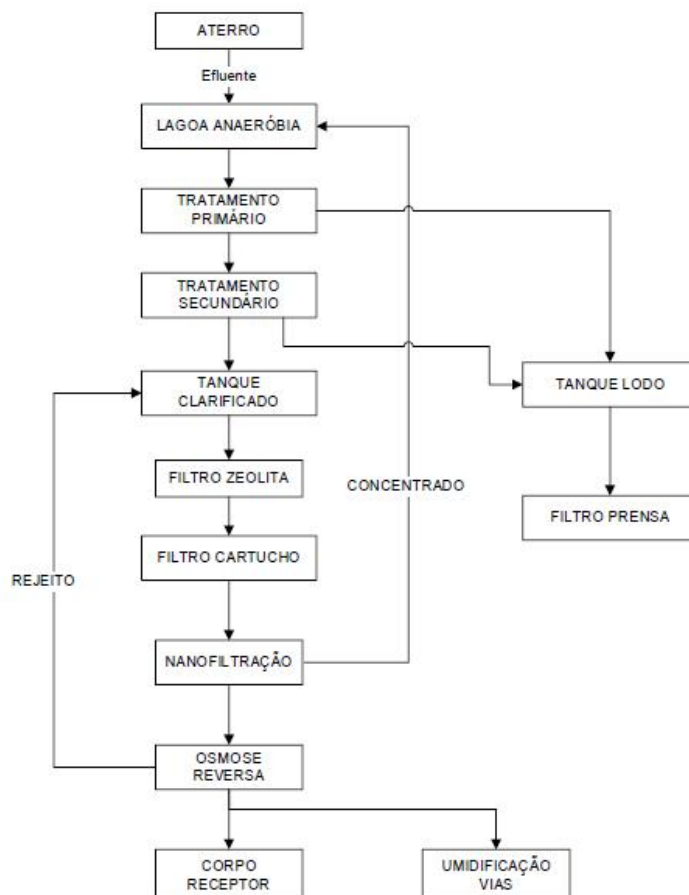 ATERRO
Efluente
LAGOA ANAERÓBIA
TRATAMENTO
PRIMÁRIO
TRATAMENTO
SECUNDÁRIO
TANQUE
CLARIFICADO
TANQUE LODO
FILTRO ZEOLITA
CONCENTRADO
FILTRO PRENSA
FILTRO CARTUCHO
REJEITO
NANOFILTRAÇÃO
OSMOSE
REVERSA
CORPO
RECEPTOR
UMIDIFICAÇÃO
VIAS